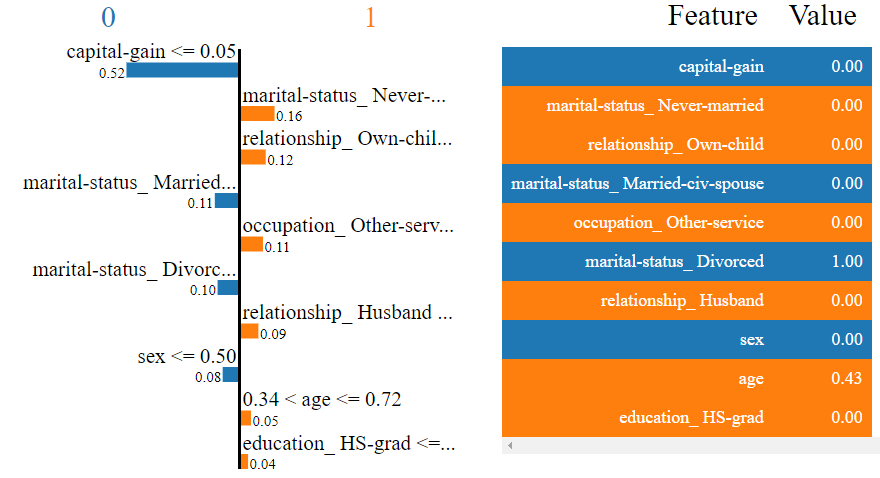 0 1
capital-gain <= 0.05
0.52
marital-status_ Never-...
0.16
relationship_ Own-chil...
0.12
marital-status_ Married...
0.11
occupation_ Other-serv...
0.11
marital-status_ Divorc...
0.10
relationship_ Husband ...
0.09
sex <= 0.50
0.08
0.34 < age <= 0.72
0.05
education_ HS-grad <=...
0.04
Feature Value
capital-gain 0.00
marital-status_ Never-married 0.00
relationship_ Own-child 0.00
marital-status_ Married-civ-spouse 0.00
occupation_ Other-service 0.00
marital-status_ Divorced 1.00
relationship_ Husband 0.00
sex 0.00
age 0.43
education_ HS-grad 0.00